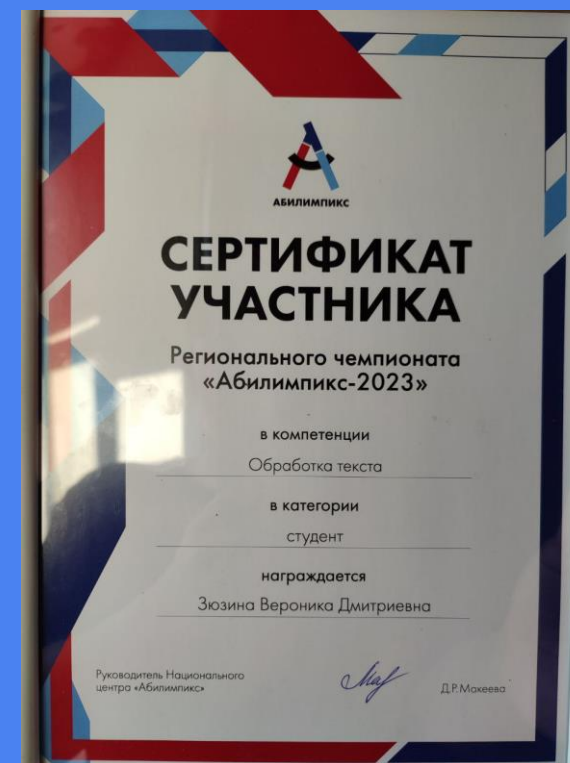 АБИЛИМПИКС
СЕРТИФИКАТ
УЧАСТНИКА
Регионального чемпионата
«Абилимпикс-2023»
в компетенции
Обработка текста
в категории
студент
награждается
Зюзина Вероника Дмитриевна
Руководитель Национального
центра «Абилимпикс»
Д.Р. Макеева